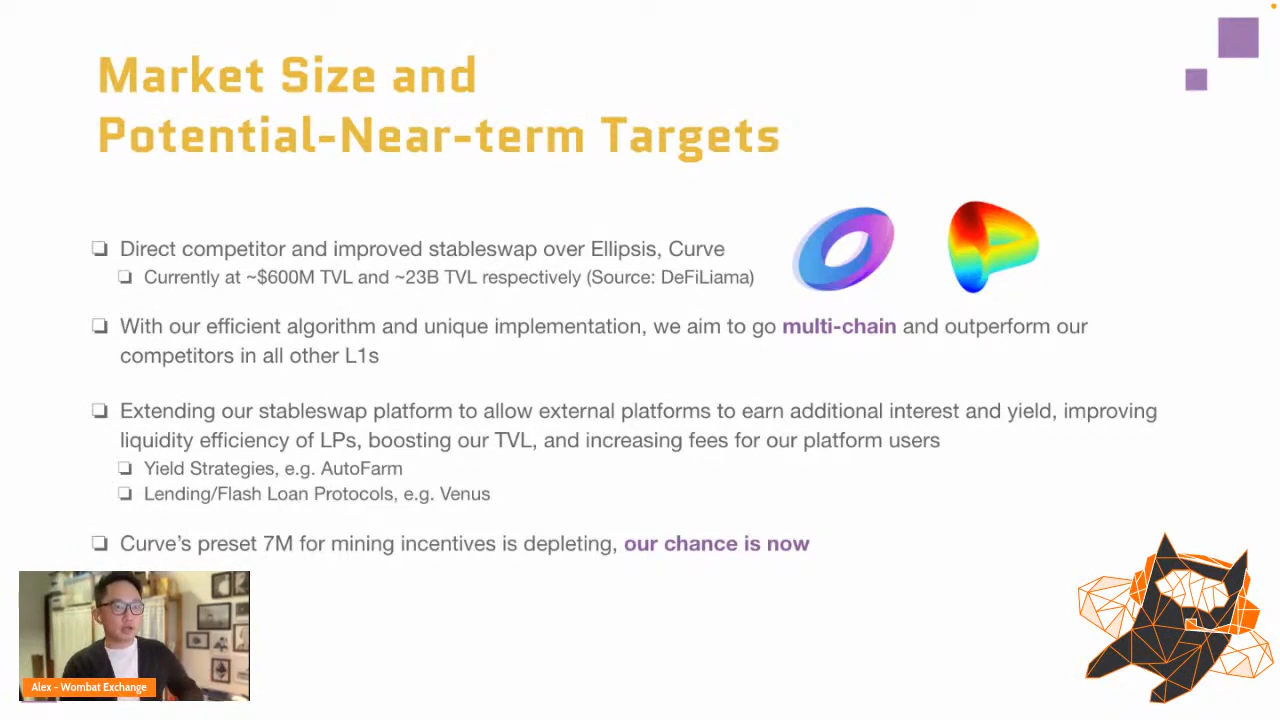 Market Size and
Potential-Near-term Targets
❑ Direct competitor and improved stableswap over Ellipsis, Curve
❑ Currently at ~$600M TVL and ~23B TVL respectively (Source: DeFiLiama)
❑ With our efficient algorithm and unique implementation, we aim to go multi-chain and outperform our
competitors in all other L1s
❑ Extending our stableswap platform to allow external platforms to earn additional interest and yield, improving
liquidity efficiency of LPs, boosting our TVL, and increasing fees for our platform users
❑ Yield Strategies, e.g. AutoFarm
❑ Lending/Flash Loan Protocols, e.g. Venus
❑ Curve’s preset 7M for mining incentives is depleting, our chance is now
Alex - Wombat Exchange